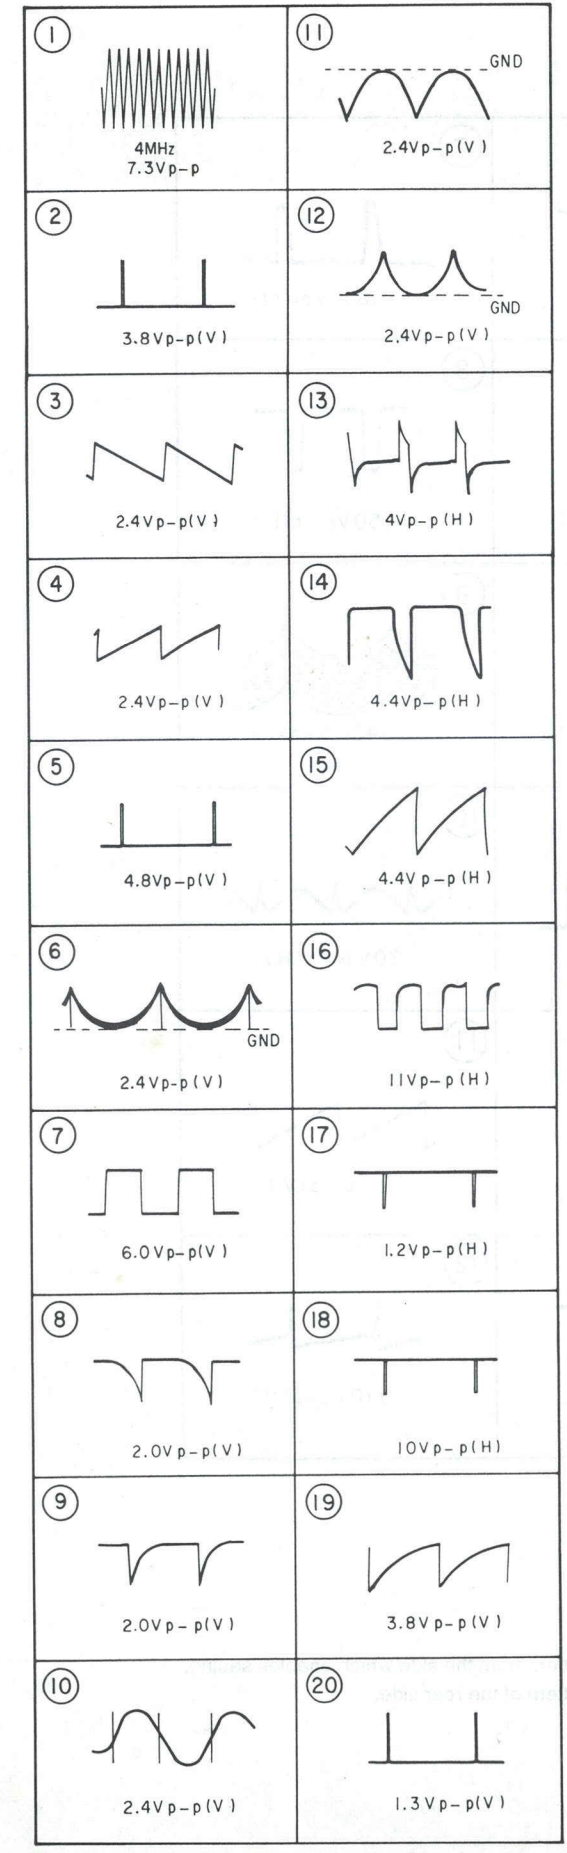 1
4MHz
7.3Vp-p
2
3.8Vp-p(V)
3
2.4Vp-p(V)
4
2.4Vp-p(V)
5
4.8Vp-p(V)
6
GND
2.4Vp-p(V)
7
6.0Vp-p(V)
8
2.0Vp-p(V)
9
2.0Vp-p(V)
10
2.4Vp-p(V)
11
GND
2.4Vp-p(V)
12
GND
2.4Vp-p(V)
13
4Vp-p(H)
14
4.4Vp-p(H)
15
4.4Vp-p(H)
16
11Vp-p(H)
17
1.2Vp-p(H)
18
10Vp-p(H)
19
3.8Vp-p(V)
20
1.3Vp-p(V)